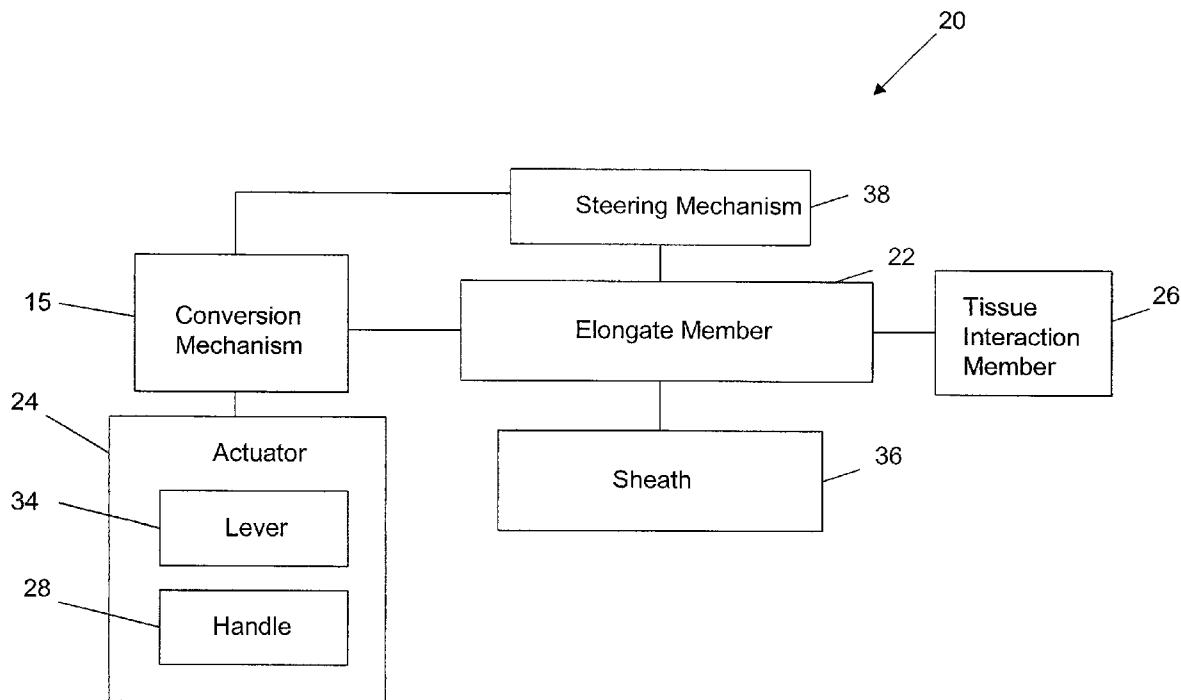 20
Steering Mechanism
38
22
15
Conversion
Mechanism
Elongate Member
Tissue
Interaction
Member
26
24
Actuator
36
Sheath
34
Lever
28
Handle